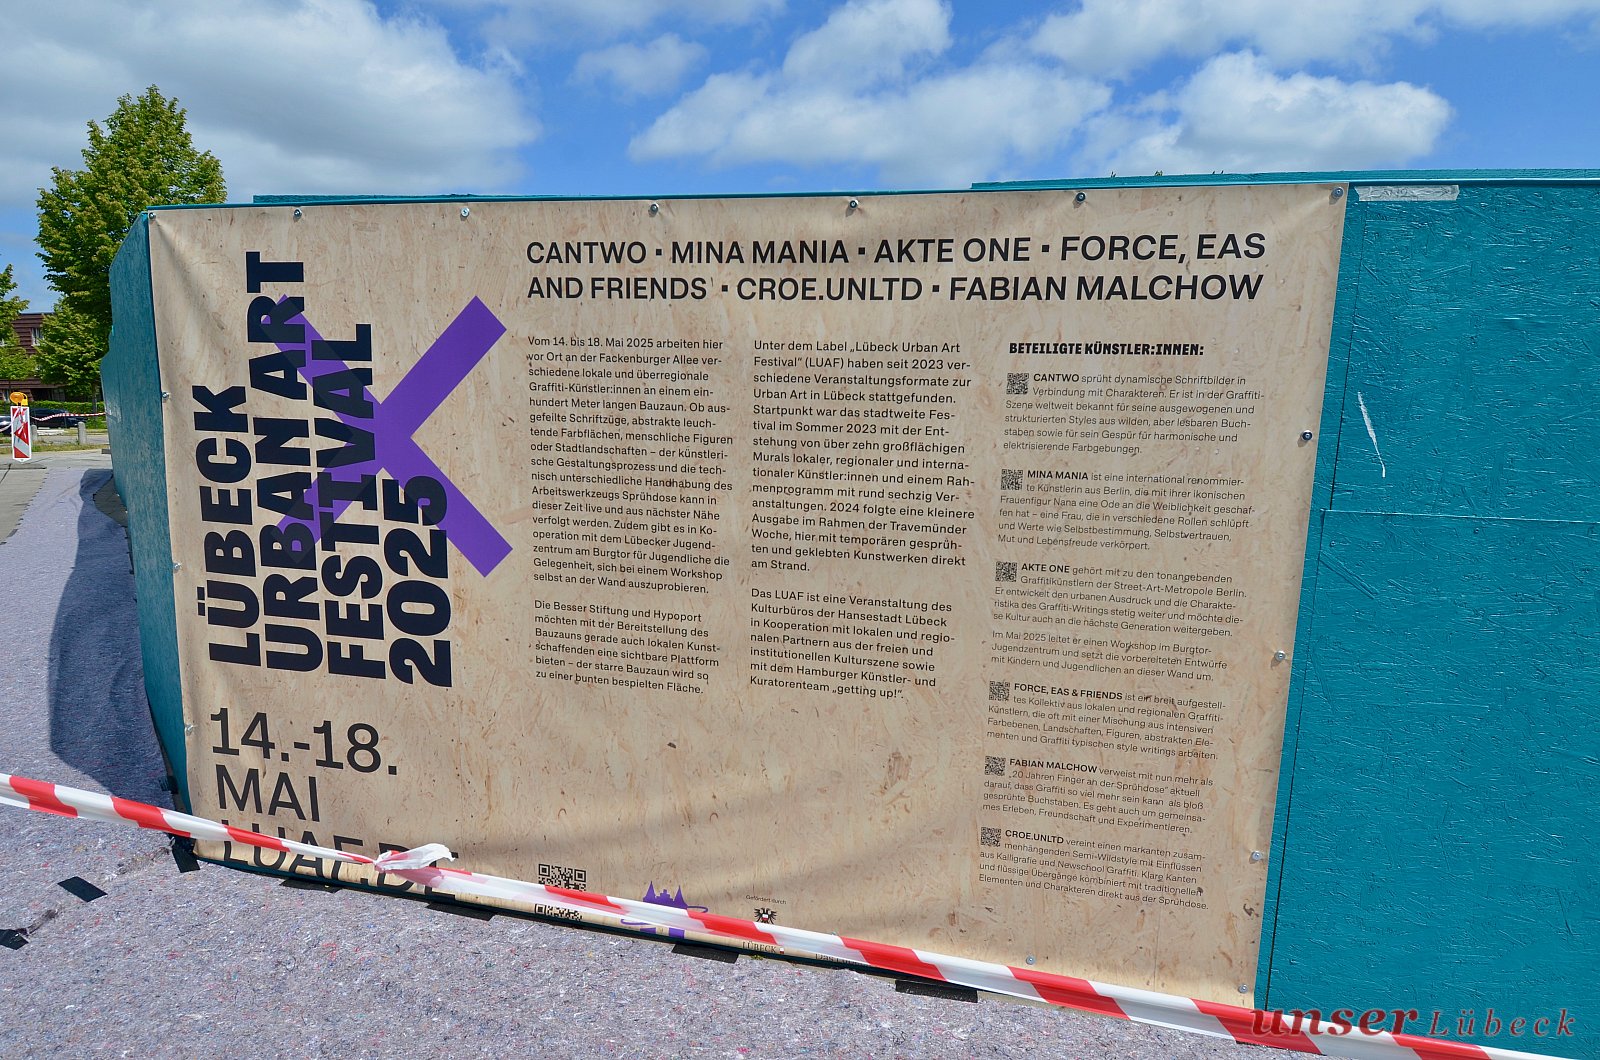 LÜBECK
URBAN ART
FESTIVAL
2025
14.-18.
MAI
LUAF.DE
CANTWO ▪ MINA MANIA ▪ AKTE ONE ▪ FORCE, EAS
AND FRIENDS ▪ CROE.UNLTD ▪ FABIAN MALCHOW
Vom 14. bis 18. Mai 2025 arbeiten hier
vor Ort an der Fackenburger Allee ver-
schiedene lokale und überregionale
Graffiti-Künstler:innen an einem ein-
hundert Meter langen Bauzaun. Ob aus-
gefeilte Schriftzüge, abstrakte leuch-
tende Farbflächen, menschliche Figuren
oder Stadtlandschaften – der künstleri-
sche Gestaltungsprozess und die tech-
nisch unterschiedliche Handhabung des
Arbeitswerkzeugs Sprühdose kann in
dieser Zeit live und aus nächster Nähe
verfolgt werden. Zudem gibt es in Ko-
operation mit dem Lübecker Jugend-
zentrum am Burgtor für Jugendliche die
Gelegenheit, sich bei einem Workshop
selbst an der Wand auszuprobieren.
Die Besser Stiftung und Hypoport
möchten mit der Bereitstellung des
Bauzauns gerade auch lokalen Kunst-
schaffenden eine sichtbare Plattform
bieten – der starre Bauzaun wird so
zu einer bunten bespielten Fläche.
Unter dem Label „Lübeck Urban Art
Festival“ (LUAF) haben seit 2023 ver-
schiedene Veranstaltungsformate zur
Urban Art in Lübeck stattgefunden.
Startpunkt war das stadtweite Fes-
tival im Sommer 2023 mit der Ent-
stehung von über zehn großflächigen
Murals lokaler, regionaler und interna-
tionaler Künstler:innen und einem Rah-
menprogramm mit rund sechzig Ver-
anstaltungen. 2024 folgte eine kleinere
Ausgabe im Rahmen der Travemünder
Woche, hier mit temporären gesprüh-
ten und geklebten Kunstwerken direkt
am Strand.
Das LUAF ist eine Veranstaltung des
Kulturbüros der Hansestadt Lübeck
in Kooperation mit lokalen und regio-
nalen Partnern aus der freien und
institutionellen Kulturszene sowie
mit dem Hamburger Künstler- und
Kuratorenteam „getting up!“.
BETEILIGTE KÜNSTLER:INNEN:
CANTWO sprüht dynamische Schriftbilder in
Verbindung mit Charakteren. Er ist in der Graffiti-
Szene weltweit bekannt für seine ausgewogenen und
strukturierten Styles aus wilden, aber lesbaren Buch-
staben sowie für sein Gespür für harmonische und
elektrisierende Farbgebungen.
MINA MANIA ist eine international renommier-
te Künstlerin aus Berlin, die mit ihrer ikonischen
Frauenfigur Nana eine Ode an die Weiblichkeit geschaf-
fen hat – eine Frau, die in verschiedene Rollen schlüpft
und Werte wie Selbstbestimmung, Selbstvertrauen,
Mut und Lebensfreude verkörpert.
AKTE ONE gehört mit zu den tonangebenden
Graffitikünstlern der Street-Art-Metropole Berlin.
Er entwickelt den urbanen Ausdruck und die Charakte-
ristika des Graffiti-Writings stetig weiter und möchte die-
se Kultur auch an die nächste Generation weitergeben.
Im Mai 2025 leitet er einen Workshop im Burgtor-
Jugendzentrum und setzt die vorbereiteten Entwürfe
mit Kindern und Jugendlichen an dieser Wand um.
FORCE, EAS & FRIENDS ist ein breit aufgestell-
tes Kollektiv aus lokalen und regionalen Graffiti-
Künstlern, die oft mit einer Mischung aus intensiven
Farbebenen, Landschaften, Figuren, abstrakten Ele-
menten und Graffiti typischen style writings arbeiten.
FABIAN MALCHOW verweist mit nun mehr als
„20 Jahren Finger an der Sprühdose“ aktuell
darauf, dass Graffiti so viel mehr sein kann als bloß
gesprühte Buchstaben. Es geht auch um gemeinsa-
mes Erleben, Freundschaft und Experimentieren.
CROE.UNLTD vereint einen markanten zusam-
menhängenden Semi-Wildstyle mit Einflüssen
aus Kalligrafie und Newschool Graffiti. Klare Kanten
und flüssige Übergänge kombiniert mit traditionellen
Elementen und Charakteren direkt aus der Sprühdose.
Gefördert durch
LÜBECK
unser Lübeck